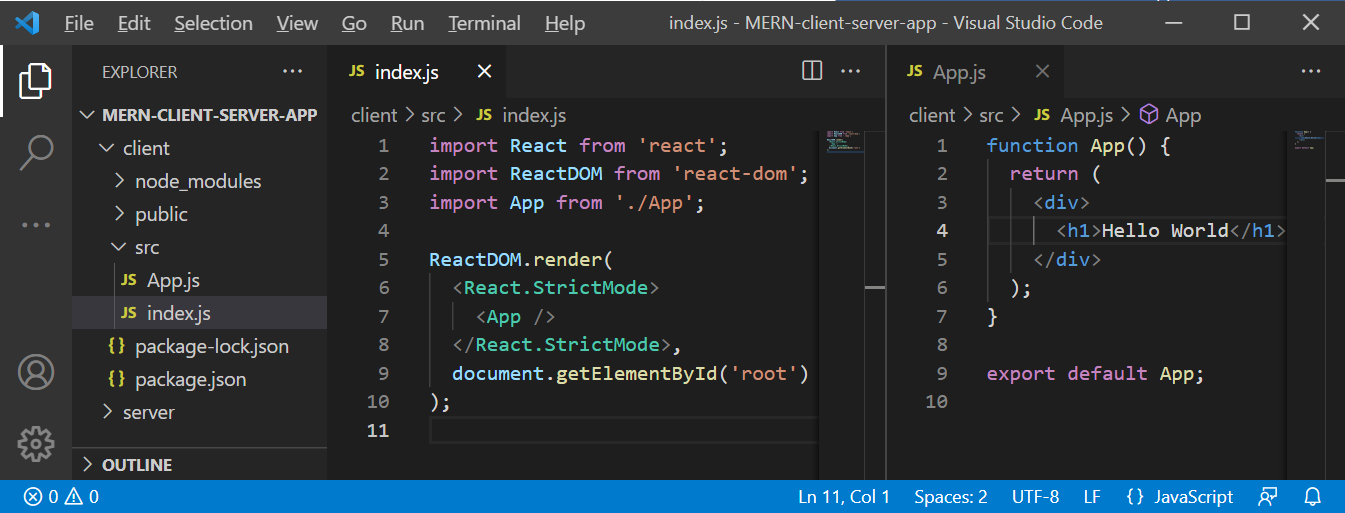 File Edit Selection View Go Run Terminal Help index.js - MERN-client-server-app - Visual Studio Code
EXPLORER
MERN-CLIENT-SERVER-APP
client
node_modules
public
src
JS App.js
JS index.js
{} package-lock.json
{} package.json
server
OUTLINE
JS index.js
client > src > JS index.js
1 import React from 'react';
2 import ReactDOM from 'react-dom';
3 import App from './App';
4
5 ReactDOM.render(
6   <React.StrictMode>
7     <App />
8   </React.StrictMode>,
9   document.getElementById('root')
10 );
11
JS App.js
client > src > JS App.js > App
1 function App() {
2   return (
3     <div>
4       <h1>Hello World</h1>
5     </div>
6   );
7 }
8
9 export default App;
10
0 0 Ln 11, Col 1 Spaces: 2 UTF-8 LF {} JavaScript